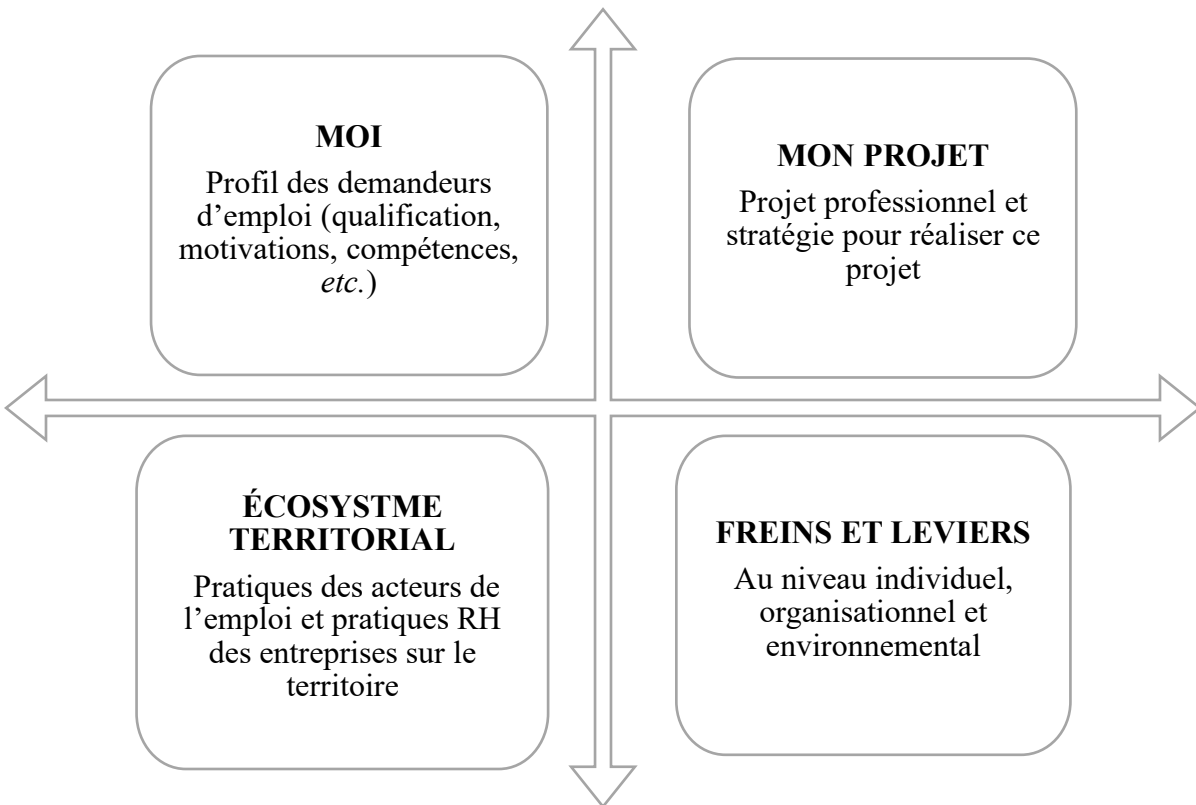 MOI
Profil des demandeurs
d’emploi (qualification,
motivations, compétences,
etc.)
MON PROJET
Projet professionnel et
stratégie pour réaliser ce
projet
ÉCOSYSTME
TERRITORIAL
Pratiques des acteurs de
l’emploi et pratiques RH
des entreprises sur le
territoire
FREINS ET LEVIERS
Au niveau individuel,
organisationnel et
environnemental